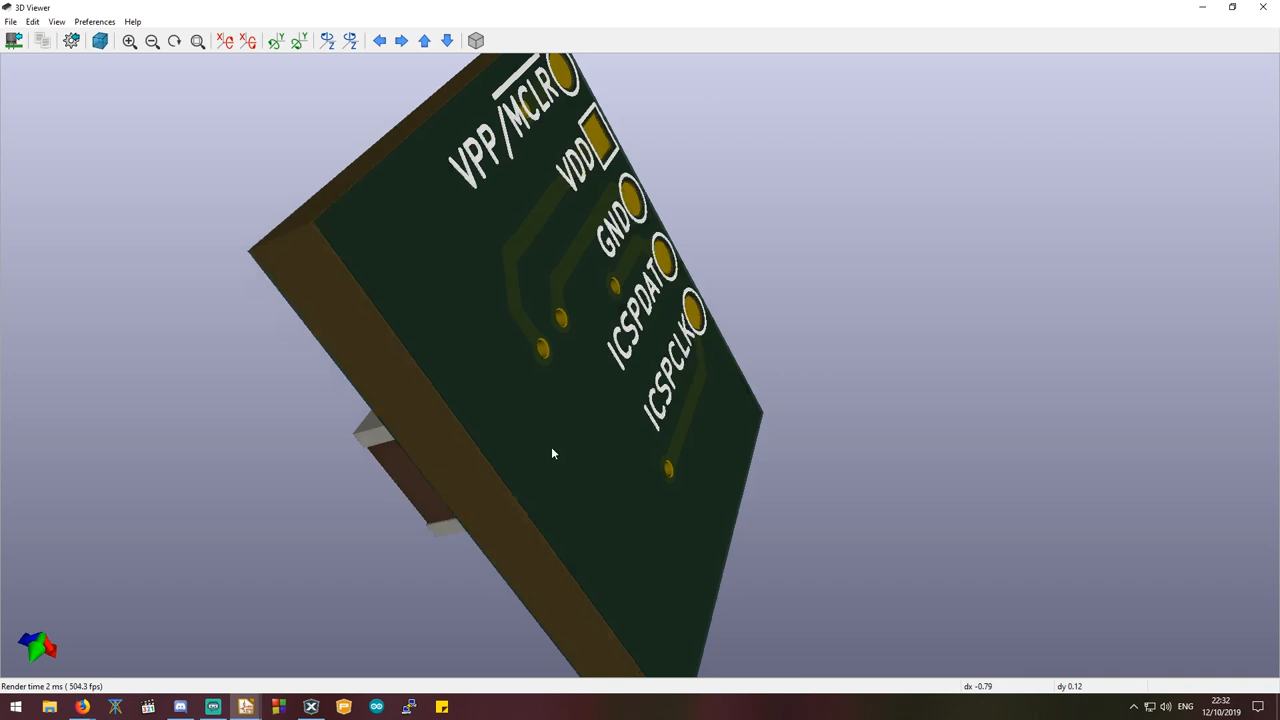 3D Viewer
File Edit View Preferences Help
VPP/MCLR
VDD
GND
ICSPDAT
ICSPCLK
Render time 2 ms ( 504.3 fps)
dx -0.79
dy 0.12
ENG
22:32
12/10/2019